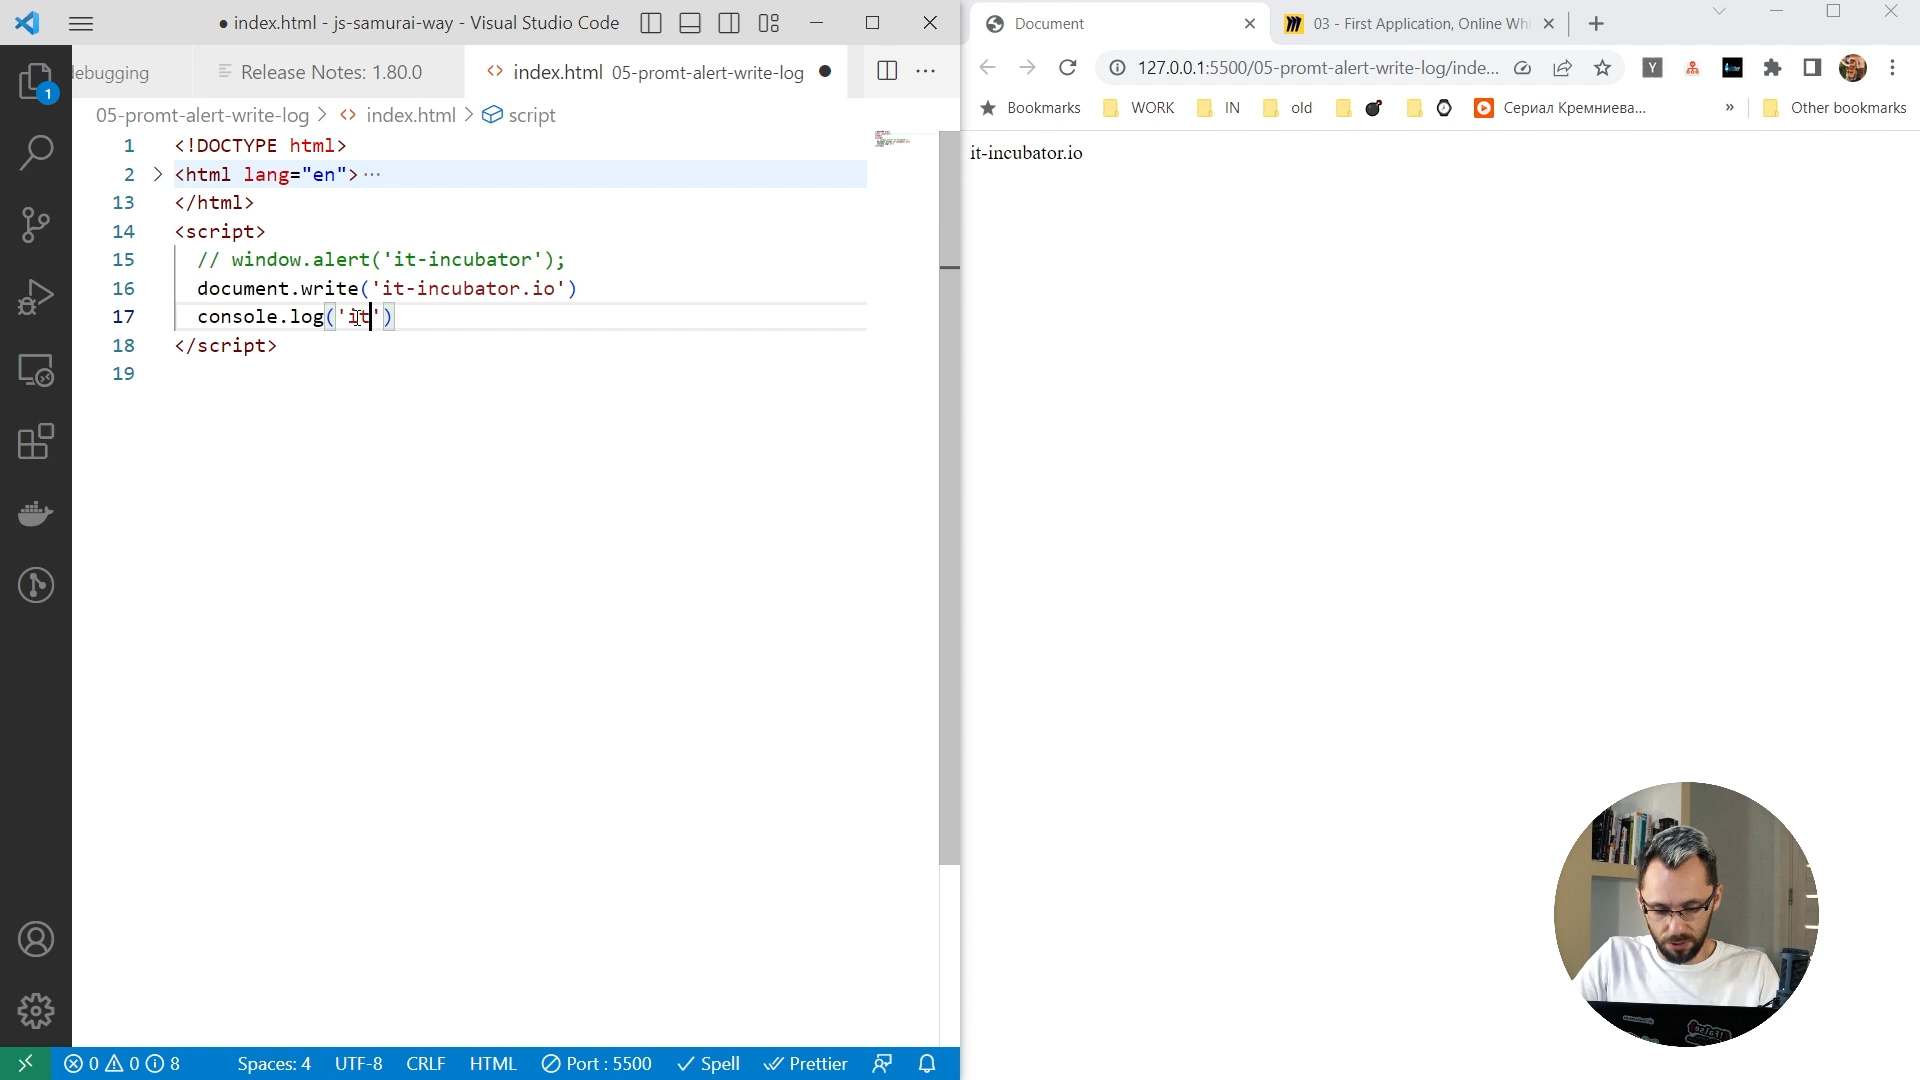 ● index.html - js-samurai-way - Visual Studio Code
ebugging
Release Notes: 1.80.0
index.html 05-promt-alert-write-log ●
05-promt-alert-write-log > index.html > script
1 <!DOCTYPE html>
2 <html lang="en"> ···
13 </html>
14 <script>
15 // window.alert('it-incubator');
16 document.write('it-incubator.io')
17 console.log('it')
18 </script>
19
1
0 0 8
Spaces: 4
UTF-8
CRLF
HTML
Port : 5500
Spell
Prettier
Document
03 - First Application, Online Whi
127.0.0.1:5500/05-promt-alert-write-log/inde...
Y
Bookmarks
WORK
IN
old
Сериал Кремниева...
»
Other bookmarks
it-incubator.io